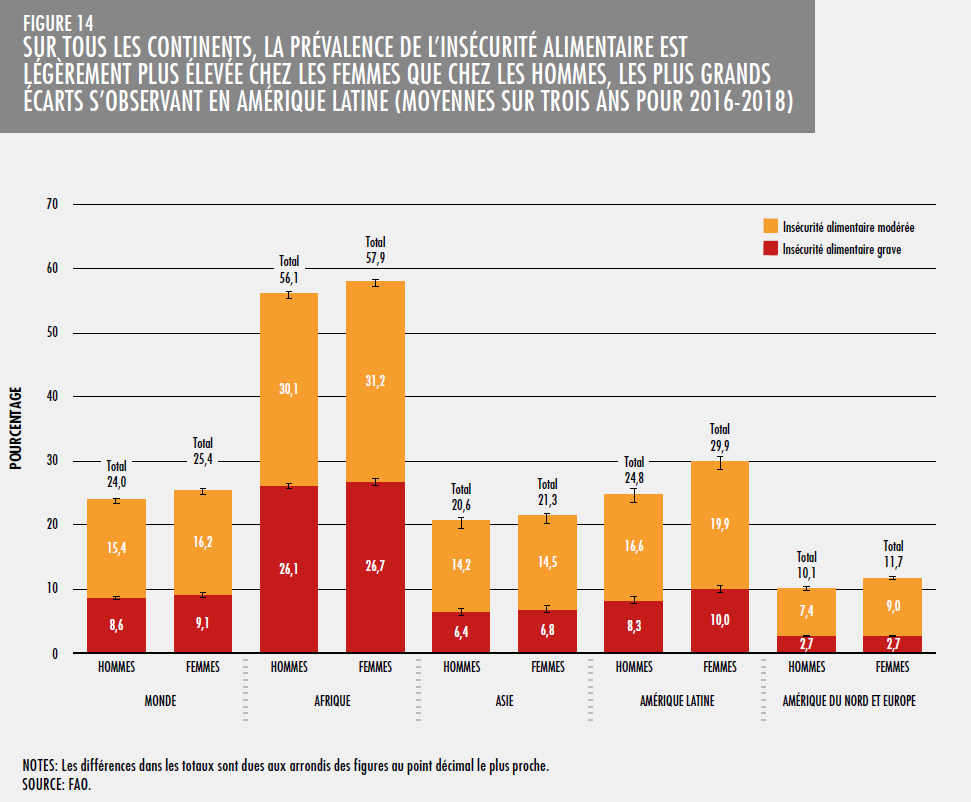 FIGURE 14
SUR TOUS LES CONTINENTS, LA PRÉVALENCE DE L'INSÉCURITÉ ALIMENTAIRE EST
LÉGÈREMENT PLUS ÉLEVÉE CHEZ LES FEMMES QUE CHEZ LES HOMMES, LES PLUS GRANDS
ÉCARTS S'OBSERVANT EN AMÉRIQUE LATINE (MOYENNES SUR TROIS ANS POUR 2016-2018)
POURCENTAGE
70
60
50
40
30
20
10
0
Insécurité alimentaire modérée
Insécurité alimentaire grave
Total
24,0
15,4
8,6
Total
25,4
16,2
9,1
Total
56,1
30,1
26,1
Total
57,9
31,2
26,7
Total
20,6
14,2
6,4
Total
21,3
14,5
6,8
Total
24,8
16,6
8,3
Total
29,9
19,9
10,0
Total
10,1
7,4
2,7
Total
11,7
9,0
2,7
HOMMES FEMMES HOMMES FEMMES HOMMES FEMMES HOMMES FEMMES HOMMES FEMMES
MONDE AFRIQUE ASIE AMÉRIQUE LATINE AMÉRIQUE DU NORD ET EUROPE
NOTES: Les différences dans les totaux sont dues aux arrondis des figures au point décimal le plus proche.
SOURCE: FAO.